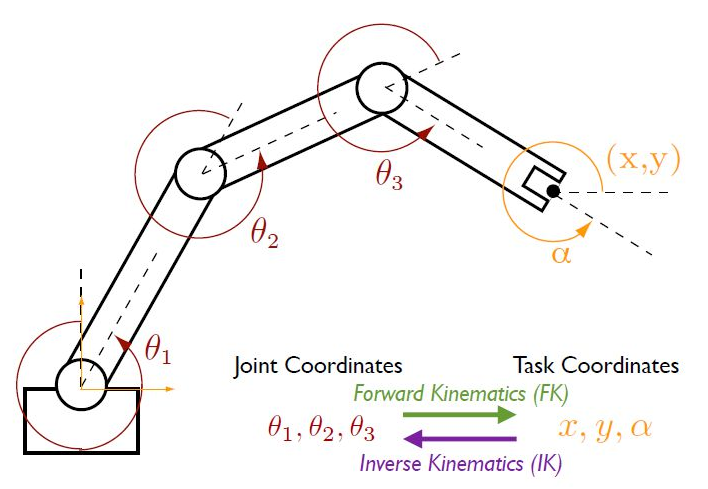 (x,y)
θ₃
θ₂
α
θ₁
Joint Coordinates
Task Coordinates
Forward Kinematics (FK)
θ₁, θ₂, θ₃
x, y, α
Inverse Kinematics (IK)